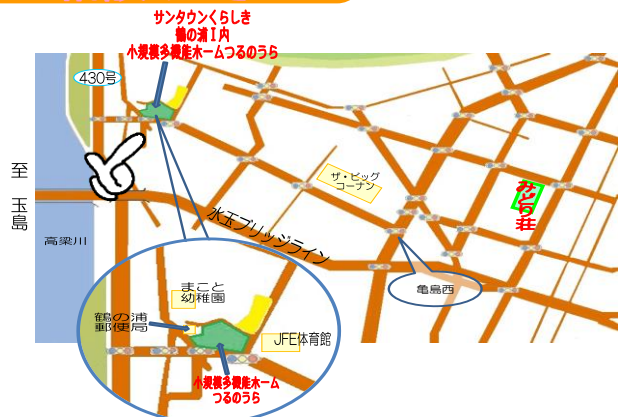 サンタウンくらしき
鶴の浦Ⅰ内
小規模多機能ホームつるのうら
430号
至 玉島
高梁川
水玉ブリッジライン
ザ・ビッグ
コーナン
みどり荘
亀島西
まこと
幼稚園
鶴の浦
郵便局
JFE体育館
小規模多機能ホーム
つるのうら